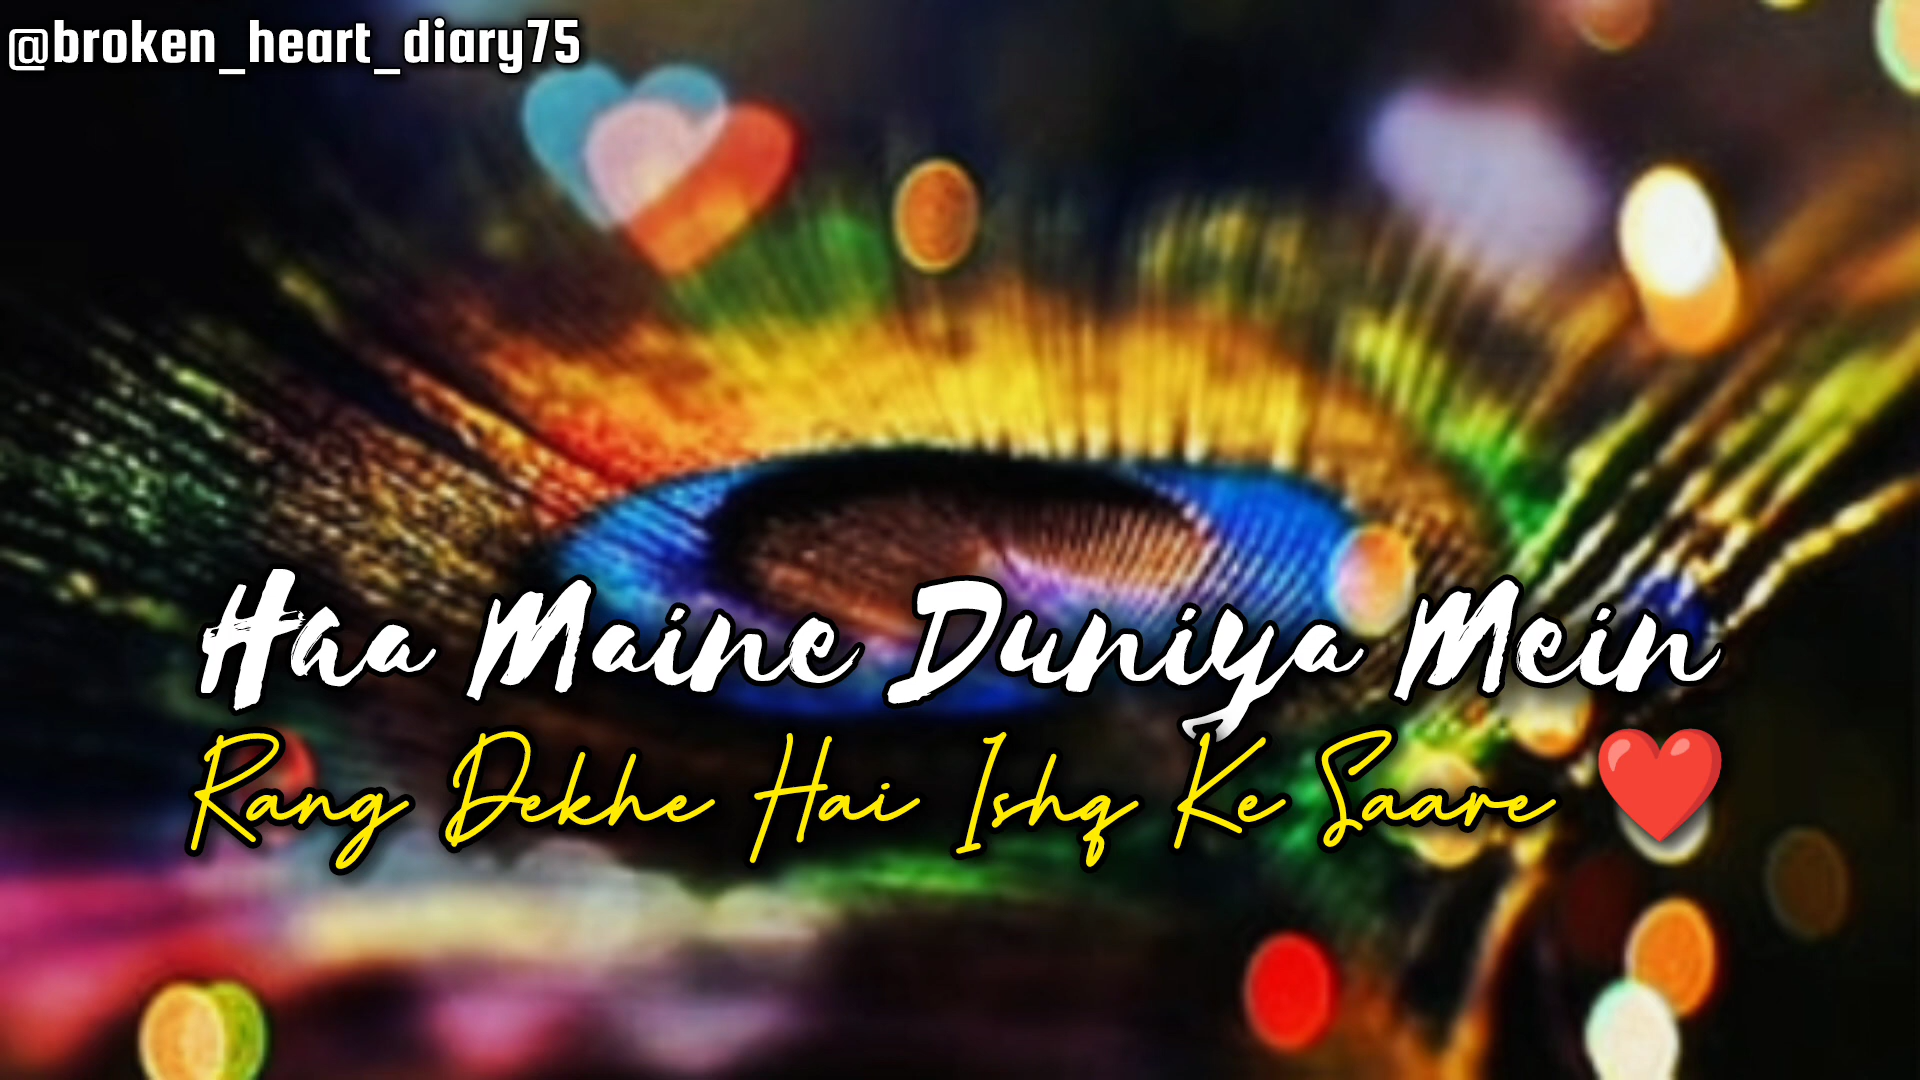 @broken_heart_diary75
Haa Maine Duniya Mein
Rang Dekhe Hai Ishq Ke Saare ❤️